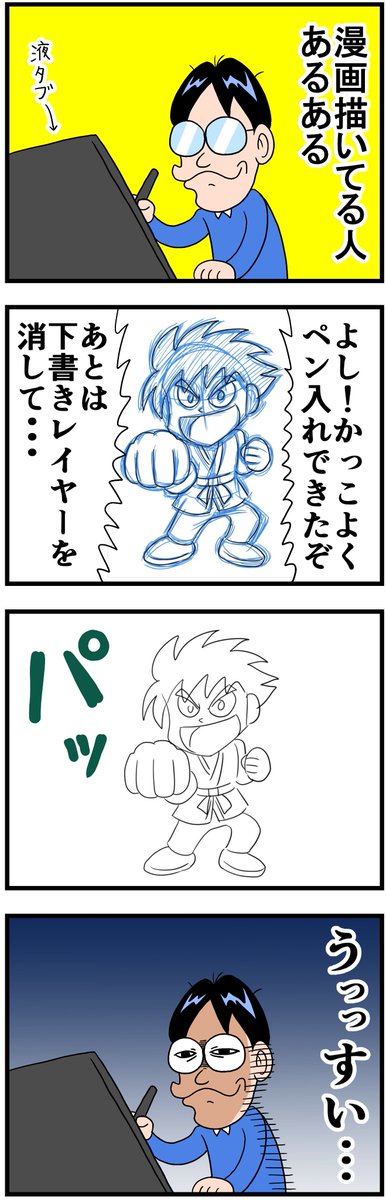 漫画描いてる人
あるある
液タブ→
よし！かっこよく
ペン入れできたぞ
あとは
下書きレイヤーを
消して・・・
パッ
うっっすい・・・